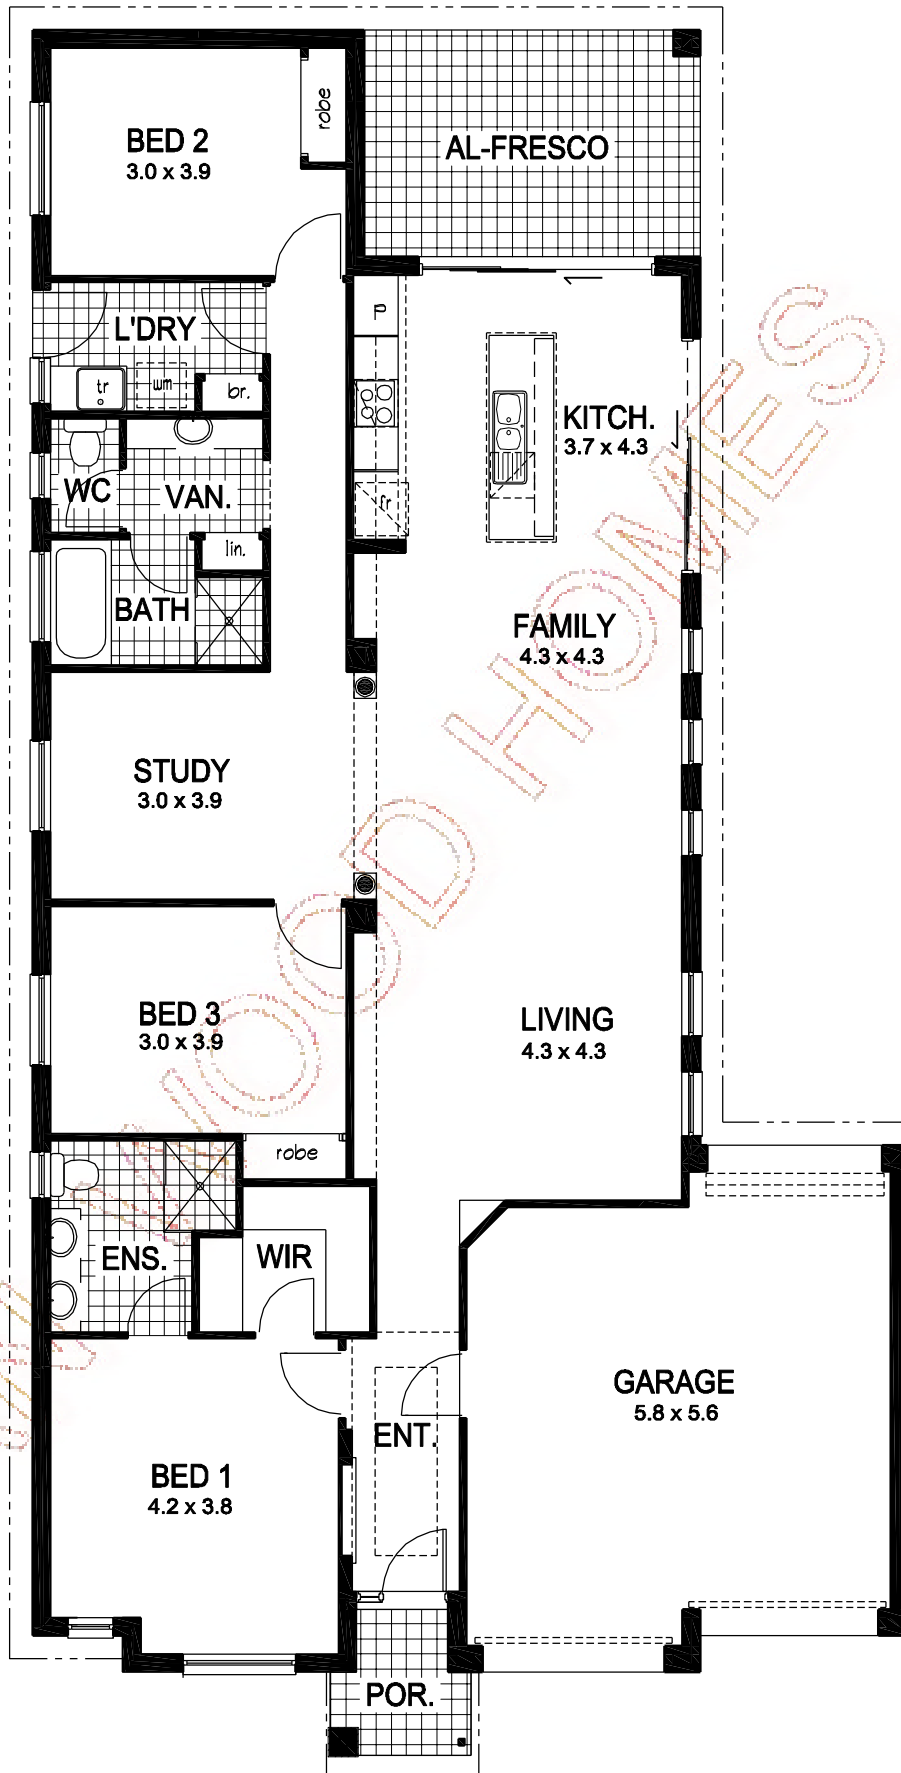 BED 2
3.0 x 3.9
robe
AL-FRESCO
L'DRY
tr
wm
br.
P
KITCH.
3.7 x 4.3
WC
VAN.
fr
lin.
BATH
FAMILY
4.3 x 4.3
STUDY
3.0 x 3.9
BED 3
3.0 x 3.9
LIVING
4.3 x 4.3
robe
ENS.
WIR
GARAGE
5.8 x 5.6
ENT.
BED 1
4.2 x 3.8
POR.
WOOD HOMES